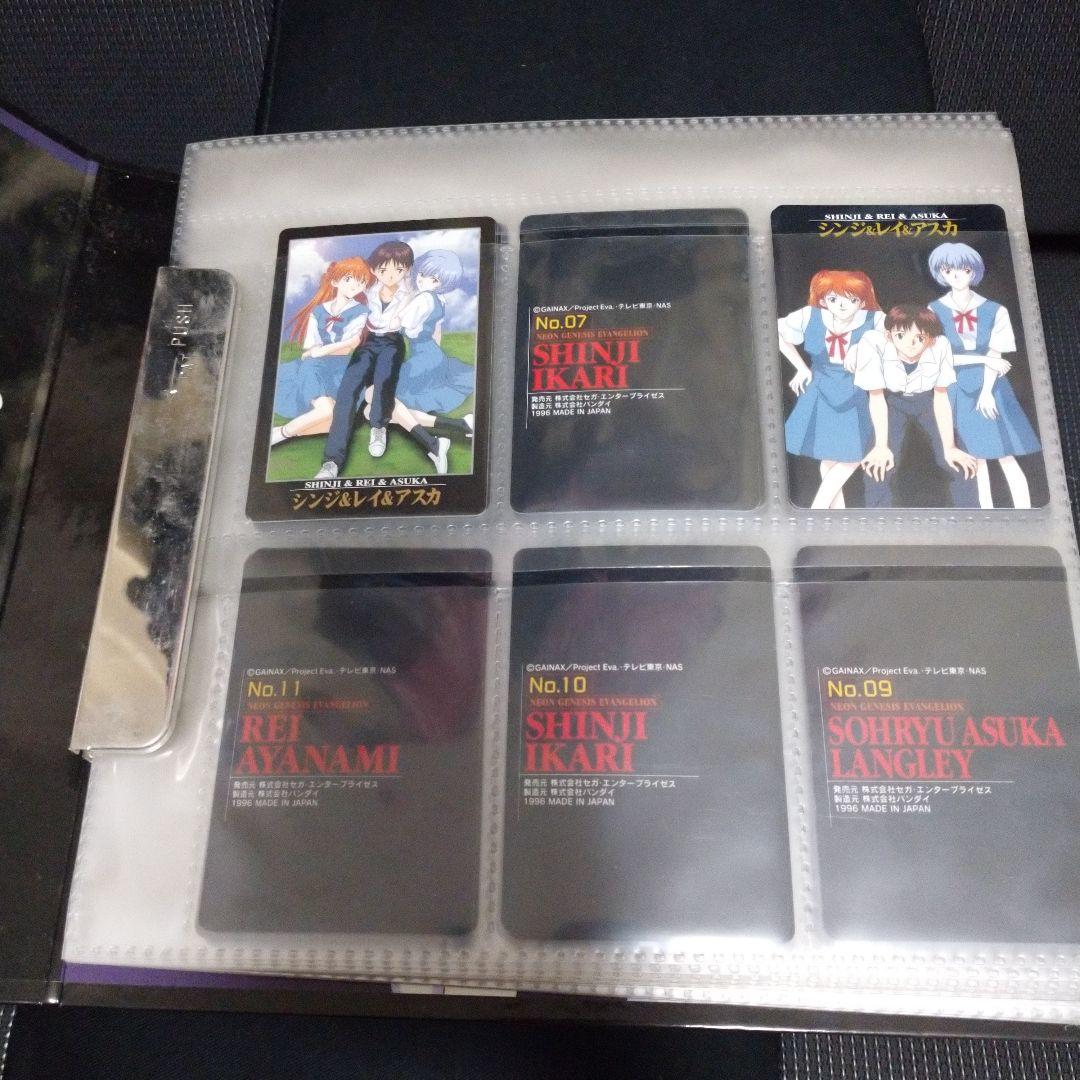 PUSH
SHINJI & REI & ASUKA
シンジ&レイ&アスカ
©GAINAX／Project Eva.・テレビ東京・NAS
No.07
NEON GENESIS EVANGELION
SHINJI
IKARI
発売元 株式会社セガ・エンタープライゼス
製造元 株式会社バンダイ
1996 MADE IN JAPAN
SHINJI & REI & ASUKA
シンジ&レイ&アスカ
©GAINAX／Project Eva.・テレビ東京・NAS
No.11
NEON GENESIS EVANGELION
REI
AYANAMI
発売元 株式会社セガ・エンタープライゼス
製造元 株式会社バンダイ
1996 MADE IN JAPAN
©GAINAX／Project Eva.・テレビ東京・NAS
No.10
NEON GENESIS EVANGELION
SHINJI
IKARI
発売元 株式会社セガ・エンタープライゼス
製造元 株式会社バンダイ
1996 MADE IN JAPAN
©GAINAX／Project Eva.・テレビ東京・NAS
No.09
NEON GENESIS EVANGELION
SOHRYU ASUKA
LANGLEY
発売元 株式会社セガ・エンタープライゼス
製造元 株式会社バンダイ
1996 MADE IN JAPAN